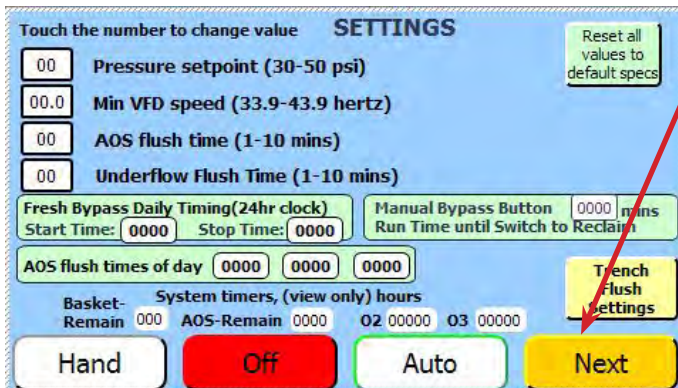 Touch the number to change value SETTINGS
Reset all
values to
default specs
00 Pressure setpoint (30-50 psi)
00.0 Min VFD speed (33.9-43.9 hertz)
00 AOS flush time (1-10 mins)
00 Underflow Flush Time (1-10 mins)
Fresh Bypass Daily Timing(24hr clock)
Start Time: 0000 Stop Time: 0000
Manual Bypass Button 0000 mins
Run Time until Switch to Reclaim
AOS flush times of day 0000 0000 0000
Trench
Flush
Settings
System timers, (view only) hours
Basket-
Remain 000 AOS-Remain 0000 O2 00000 O3 00000
Hand Off Auto Next